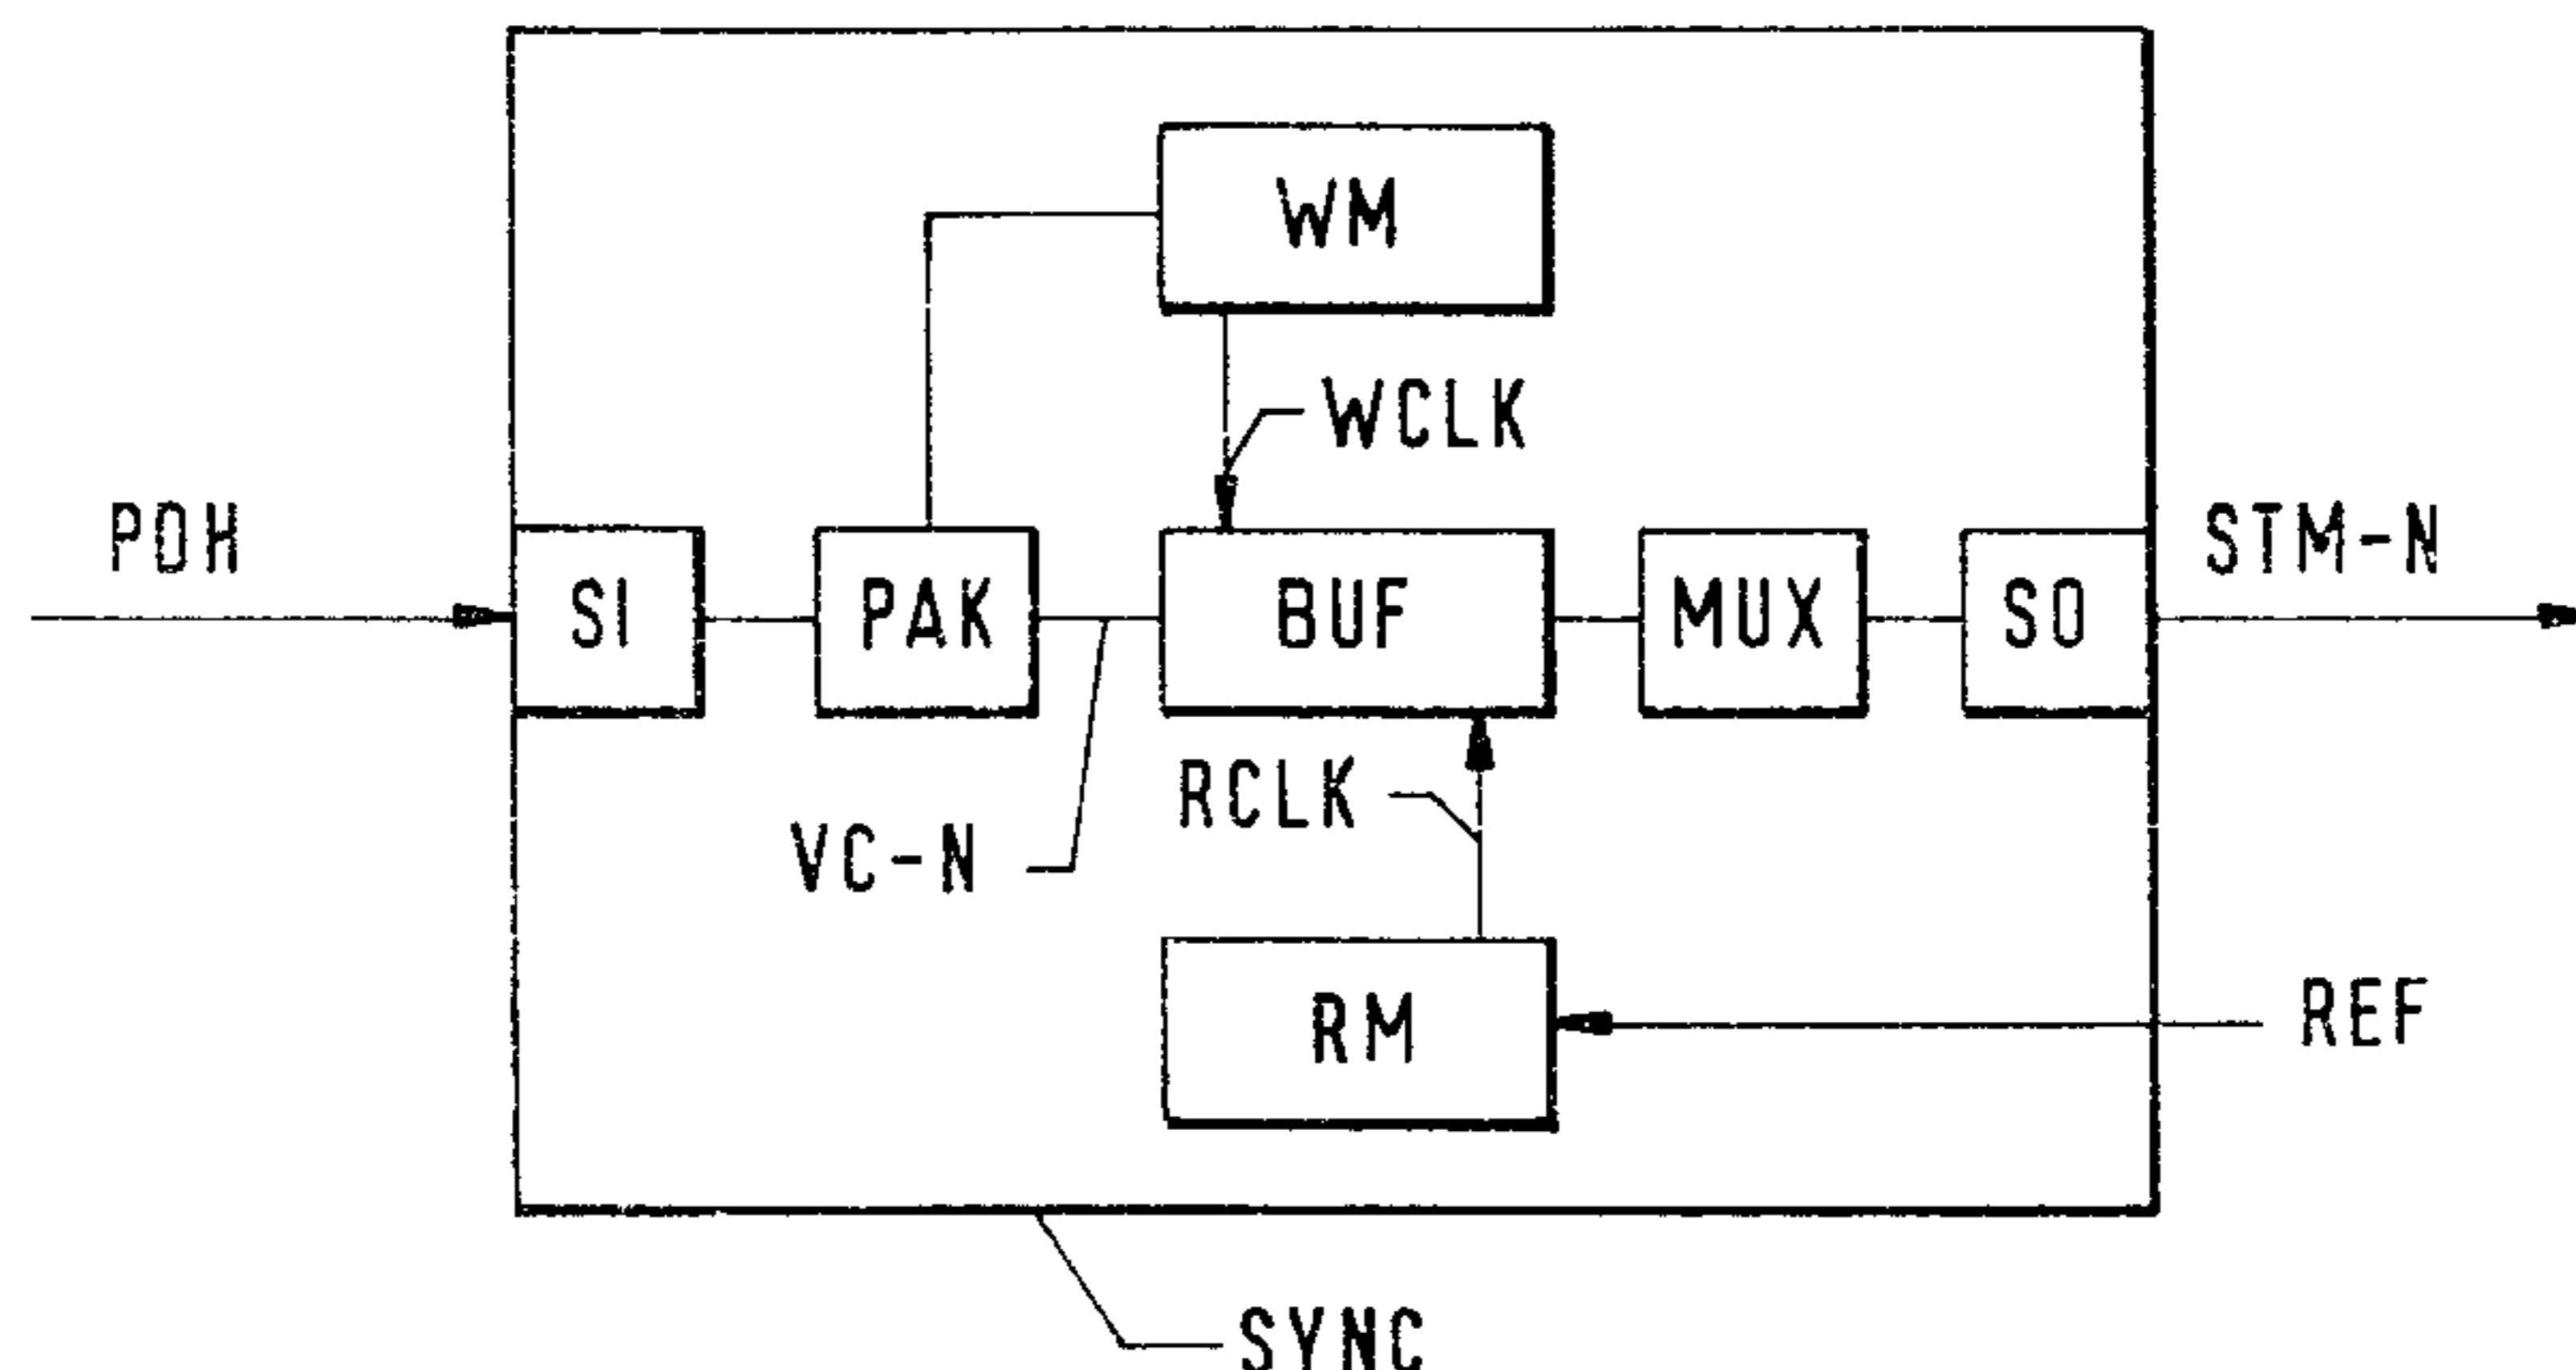 WM
WCLK
PDH
STM-N
SI
PAK
BUF
MUX
SO
RCLK
VC-N
RM
REF
SYNC